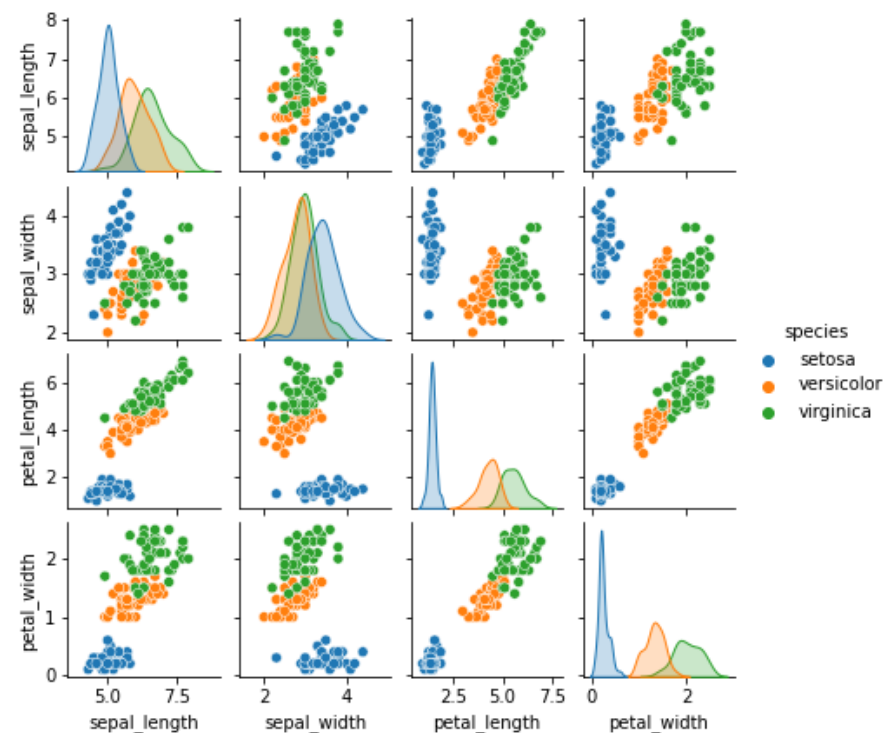 8
7
6
5
sepal_length
4
3
2
sepal_width
6
4
2
petal_length
2
1
0
petal_width
5.0 7.5
2 4
2.5 5.0 7.5
0 2
sepal_length sepal_width petal_length petal_width
species
setosa
versicolor
virginica